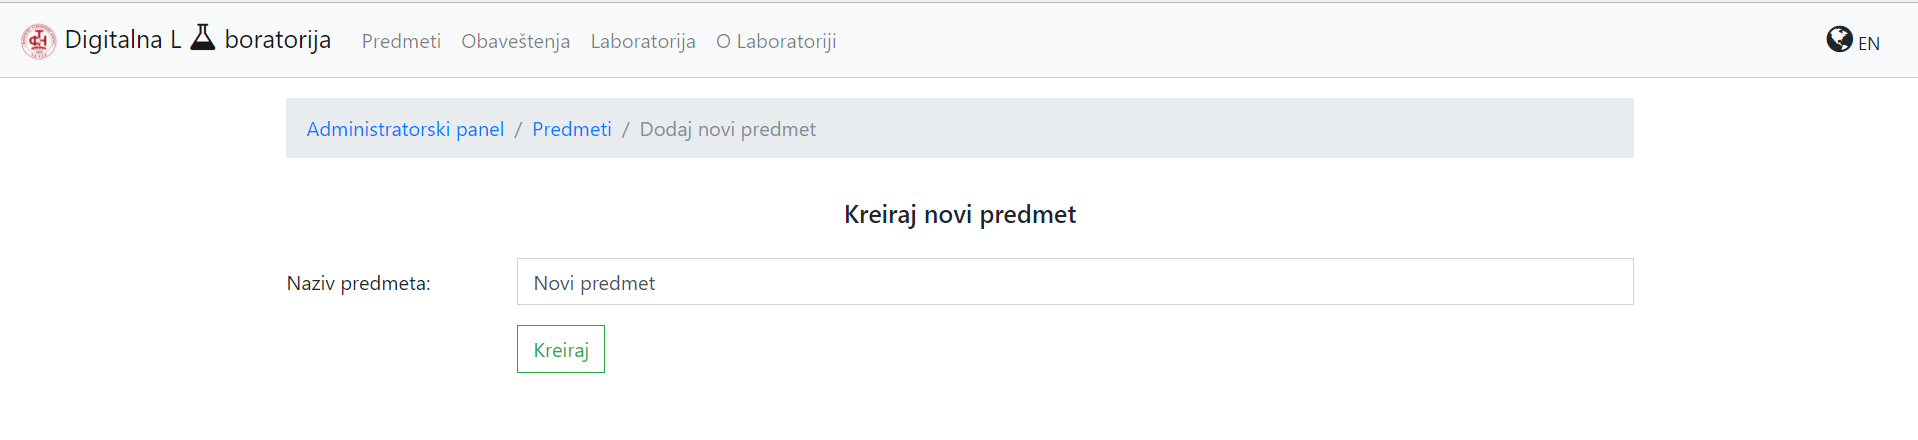 Digitalna L boratorija Predmeti Obaveštenja Laboratorija O Laboratoriji EN
Administratorski panel / Predmeti / Dodaj novi predmet
Kreiraj novi predmet
Naziv predmeta: Novi predmet
Kreiraj